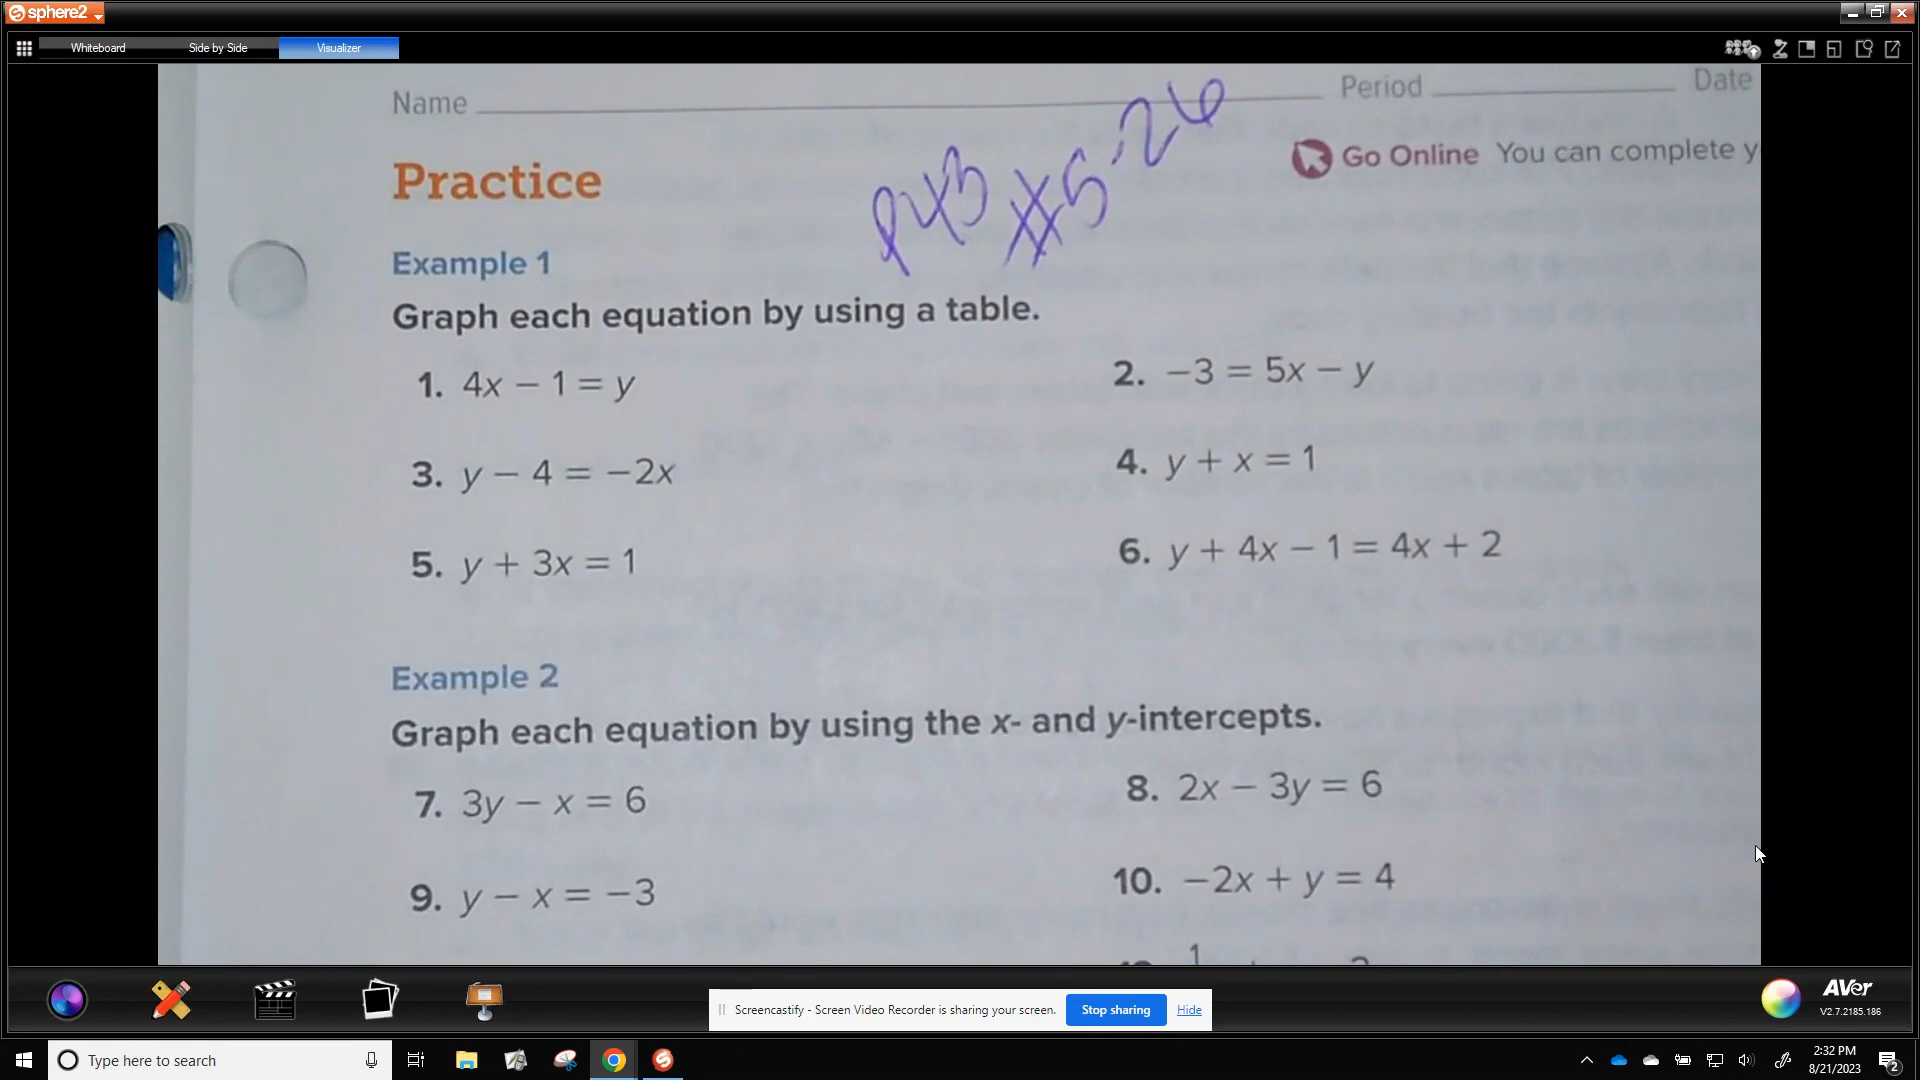 sphere2
Whiteboard Side by Side Visualizer
Name Period Date
P43 #5-26
Go Online You can complete y
Practice
Example 1
Graph each equation by using a table.
1. 4x − 1 = y 2. −3 = 5x − y
3. y − 4 = −2x 4. y + x = 1
5. y + 3x = 1 6. y + 4x − 1 = 4x + 2
Example 2
Graph each equation by using the x- and y-intercepts.
7. 3y − x = 6 8. 2x − 3y = 6
9. y − x = −3 10. −2x + y = 4
Screencastify - Screen Video Recorder is sharing your screen. Stop sharing Hide
AVer
V2.7.2185.186
Type here to search
2:32 PM
8/21/2023
2